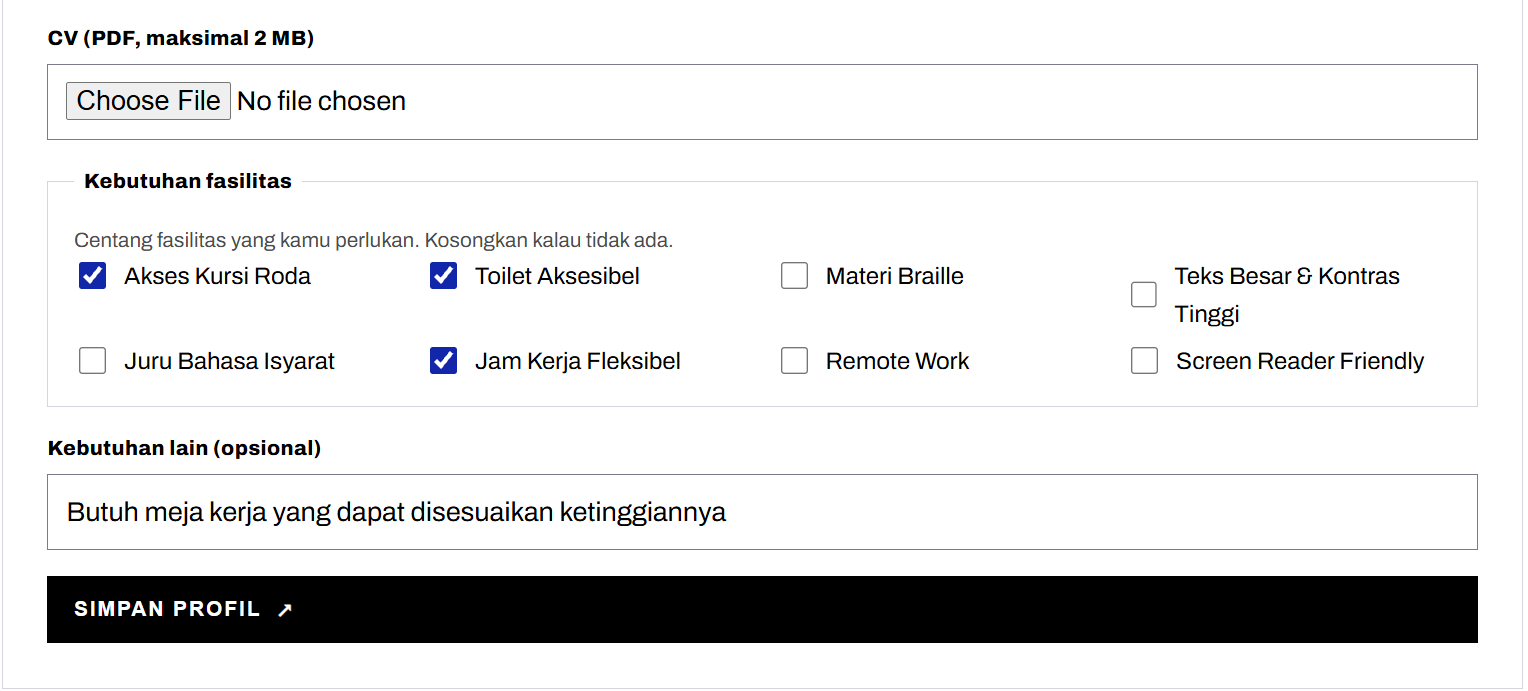 CV (PDF, maksimal 2 MB)
Choose File No file chosen
Kebutuhan fasilitas
Centang fasilitas yang kamu perlukan. Kosongkan kalau tidak ada.
Akses Kursi Roda
Toilet Aksesibel
Materi Braille
Teks Besar & Kontras
Tinggi
Juru Bahasa Isyarat
Jam Kerja Fleksibel
Remote Work
Screen Reader Friendly
Kebutuhan lain (opsional)
Butuh meja kerja yang dapat disesuaikan ketinggiannya
SIMPAN PROFIL ↗